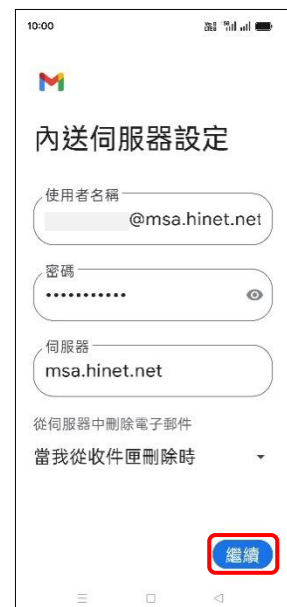 10:00
內送伺服器設定
使用者名稱
@msa.hinet.net
密碼
•••••••••••
伺服器
msa.hinet.net
從伺服器中刪除電子郵件
當我從收件匣刪除時
繼續